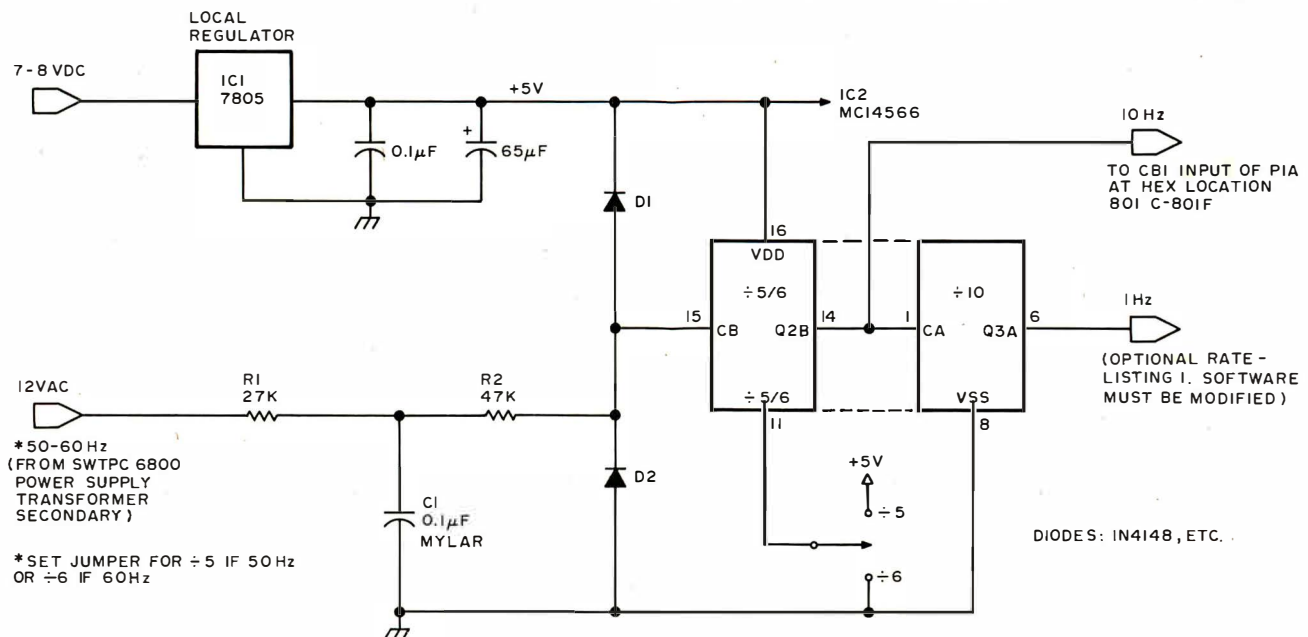 LOCAL
REGULATOR
7-8 VDC
IC1
7805
+5V
IC2
MC14566
+
0.1µF
65µF
10Hz
TO CB1 INPUT OF PIA
AT HEX LOCATION
801 C-801F
D1
16
VDD
÷5/6
÷10
15
CB
Q2B
14
1
CA
Q3A
6
1Hz
(OPTIONAL RATE -
LISTING 1. SOFTWARE
MUST BE MODIFIED)
÷5/6
11
VSS
8
12VAC
R1
27K
R2
47K
*50-60Hz
(FROM SWTPC 6800
POWER SUPPLY
TRANSFORMER
SECONDARY)
D2
C1
0.1µF
MYLAR
+5V
÷5
÷6
DIODES: 1N4148, ETC.
*SET JUMPER FOR ÷5 IF 50Hz
OR ÷6 IF 60Hz